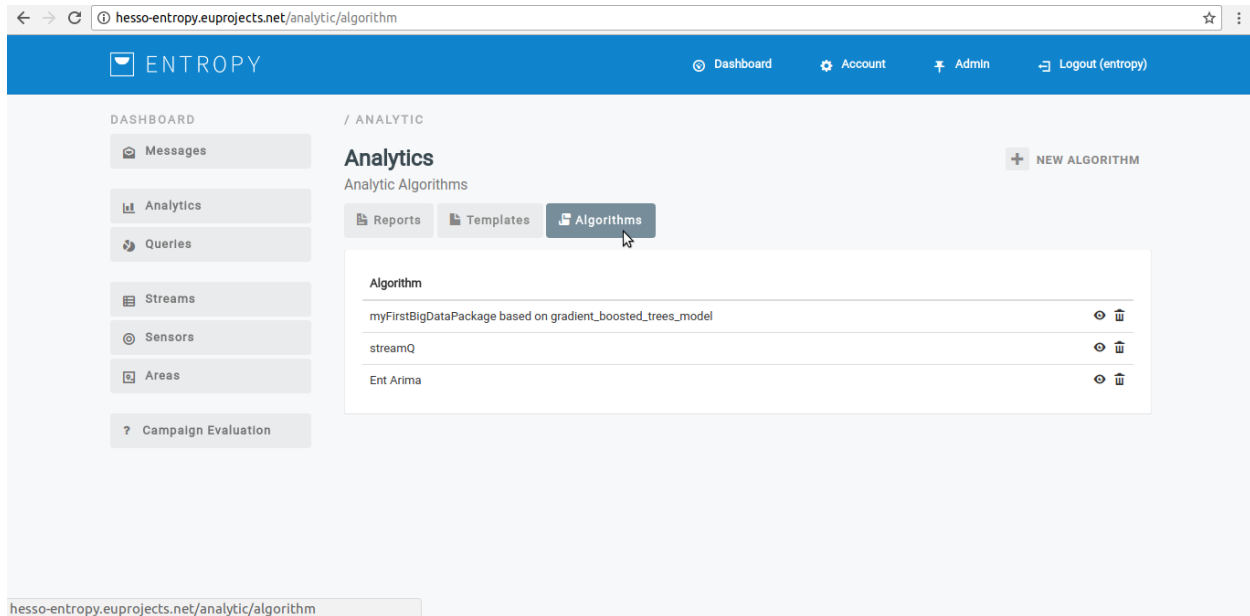 hesso-entropy.euprojects.net/analytic/algorithm
ENTROPY
Dashboard
Account
Admin
Logout (entropy)
DASHBOARD
Messages
Analytics
Queries
Streams
Sensors
Areas
? Campaign Evaluation
/ ANALYTIC
Analytics
Analytic Algorithms
+ NEW ALGORITHM
Reports
Templates
Algorithms
Algorithm
myFirstBigDataPackage based on gradient_boosted_trees_model
streamQ
Ent Arima
hesso-entropy.euprojects.net/analytic/algorithm